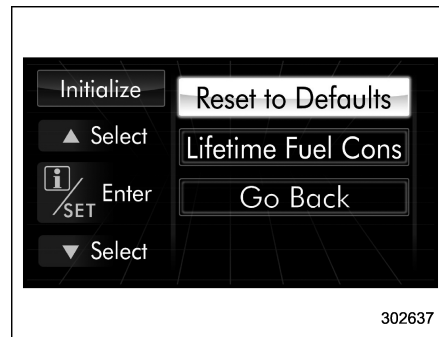 Initialize
▲ Select
i/SET Enter
▼ Select
Reset to Defaults
Lifetime Fuel Cons
Go Back
302637